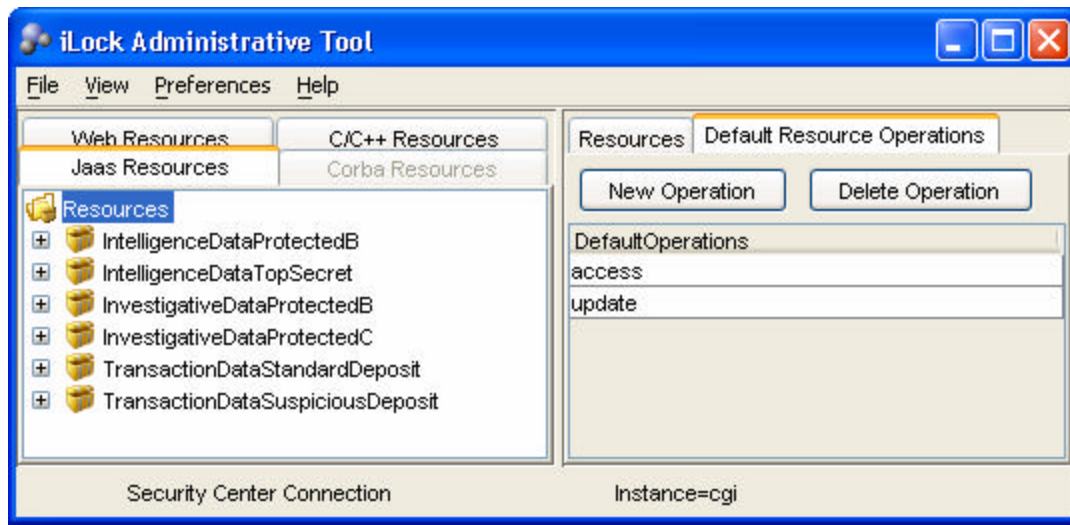 iLock Administrative Tool
File View Preferences Help
Web Resources C/C++ Resources
Jaas Resources Corba Resources
Resources
IntelligenceDataProtectedB
IntelligenceDataTopSecret
InvestigativeDataProtectedB
InvestigativeDataProtectedC
TransactionDataStandardDeposit
TransactionDataSuspiciousDeposit
Resources Default Resource Operations
New Operation Delete Operation
DefaultOperations
access
update
Security Center Connection Instance=cgi